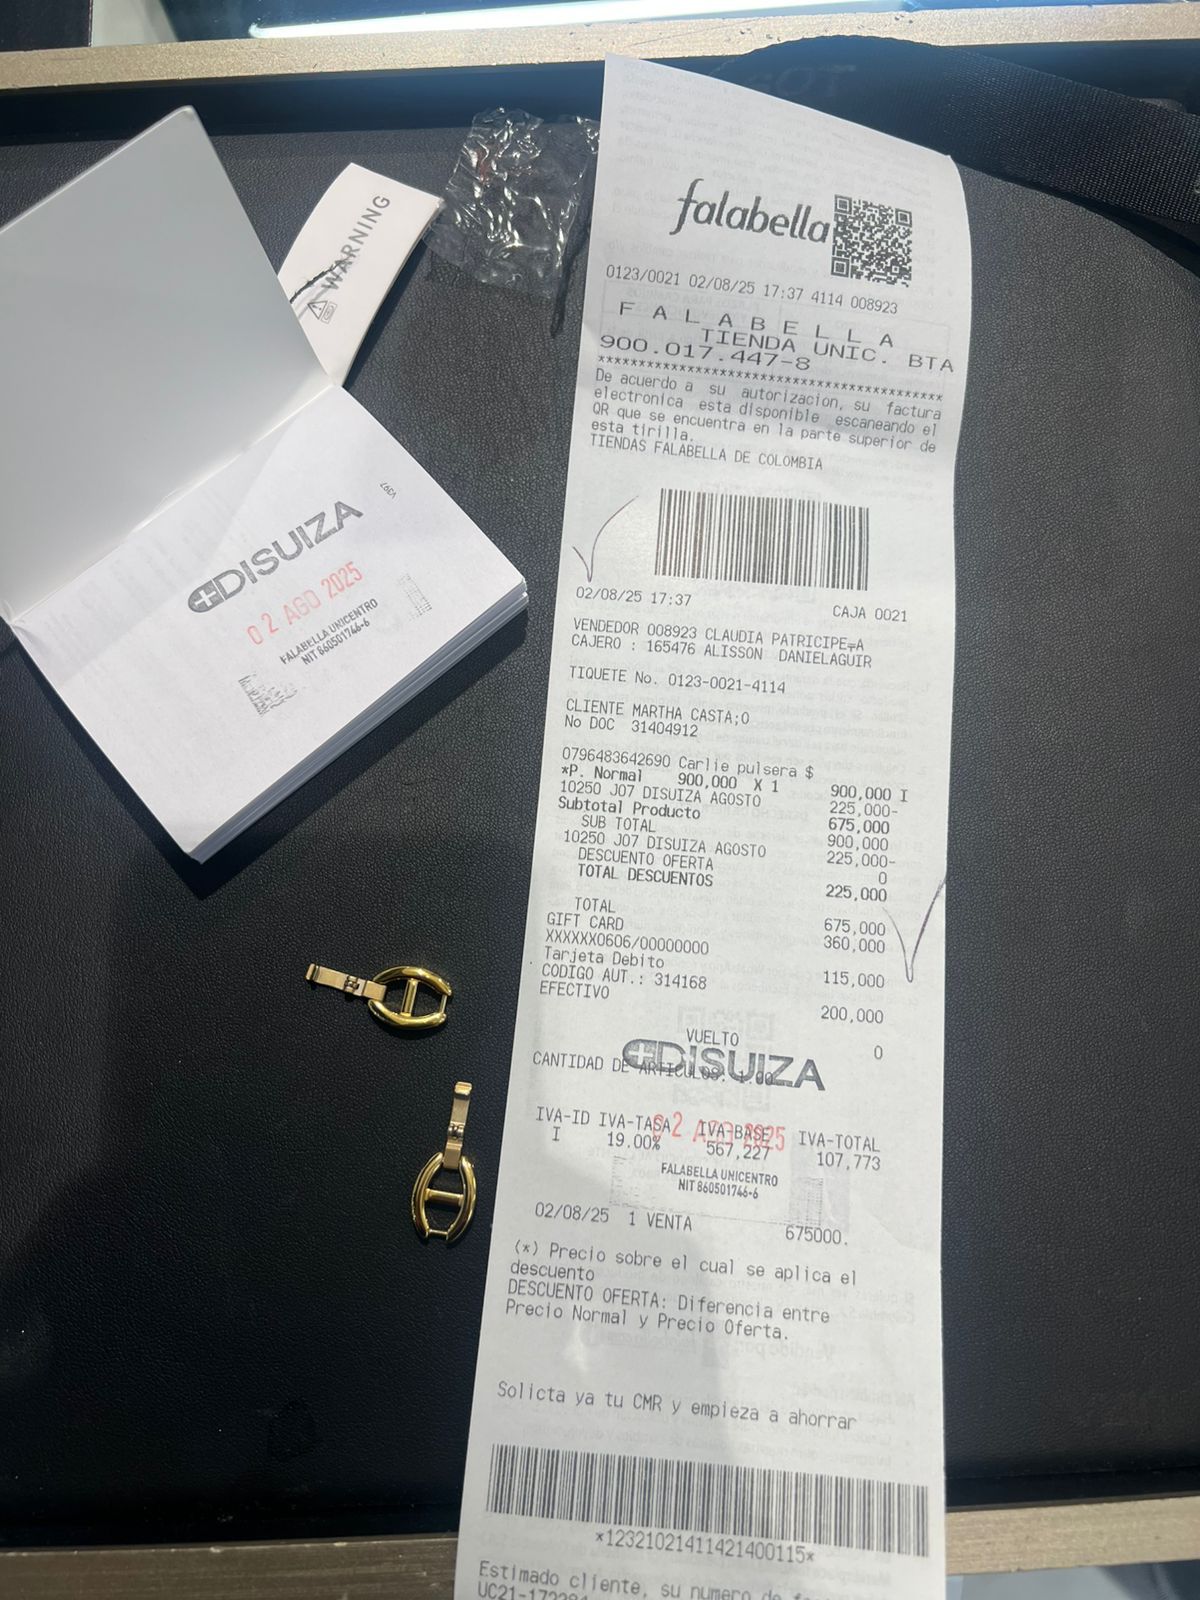 WARNING
V397
DISUIZA
02 AGO 2025
FALABELLA UNICENTRO
NIT 860501746-6
falabella
0123/0021 02/08/25 17:37 4114 008923
F A L A B E L L A
TIENDA UNIC. BTA
900.017.447-8
******************************************
De acuerdo a su autorizacion, su factura
electronica esta disponible escaneando el
QR que se encuentra en la parte superior de
esta tirilla.
TIENDAS FALABELLA DE COLOMBIA
02/08/25 17:37 CAJA 0021
VENDEDOR 008923 CLAUDIA PATRICIPE╤A
CAJERO : 165476 ALISSON DANIELAGUIR
TIQUETE No. 0123-0021-4114
CLIENTE MARTHA CASTA;O
No DOC 31404912
0796483642690 Carlie pulsera $
*P. Normal 900,000 X 1 900,000 I
10250 J07 DISUIZA AGOSTO 225,000-
Subtotal Producto 675,000
SUB TOTAL 900,000
10250 J07 DISUIZA AGOSTO 225,000-
DESCUENTO OFERTA 0
TOTAL DESCUENTOS 225,000
TOTAL 675,000
GIFT CARD 360,000
XXXXXX0606/00000000
Tarjeta Debito 115,000
CODIGO AUT.: 314168
EFECTIVO 200,000
VUELTO 0
DISUIZA
CANTIDAD DE ARTICULOS: 1.00
IVA-ID IVA-TASA IVA-BASE IVA-TOTAL
I 19.00% 567,227 107,773
02 AGO 2025
FALABELLA UNICENTRO
NIT 860501746-6
02/08/25 1 VENTA 675000.
(*) Precio sobre el cual se aplica el
descuento
DESCUENTO OFERTA: Diferencia entre
Precio Normal y Precio Oferta.
Solicta ya tu CMR y empieza a ahorrar
*12321021411421400115*
Estimado cliente, su numero de